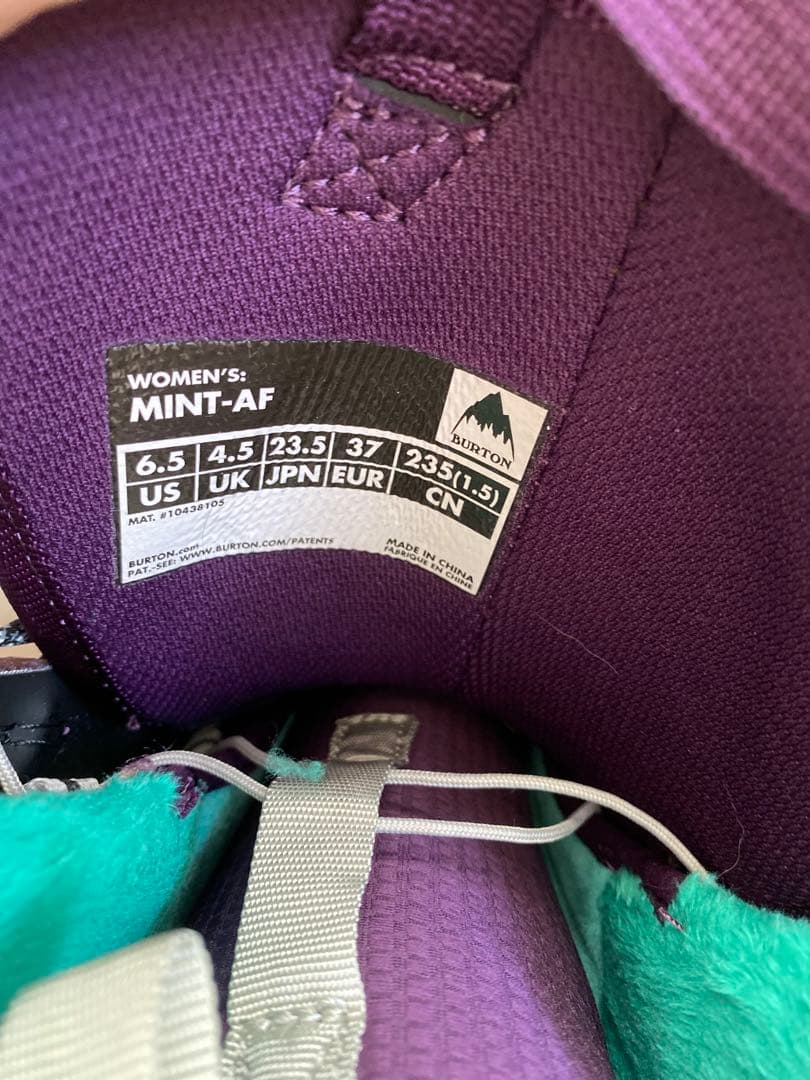 WOMEN'S:
MINT-AF
BURTON
6.5 4.5 23.5 37 235(1.5)
US UK JPN EUR CN
MAT. #10438105
BURTON.com
PAT.-SEE: WWW.BURTON.COM/PATENTS
MADE IN CHINA
FABRIQUE EN CHINE